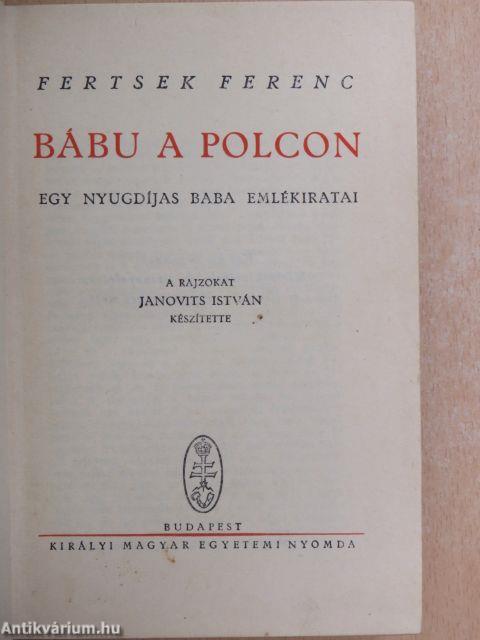 FERTSEK FERENC
BÁBU A POLCON
EGY NYUGDÍJAS BABA EMLÉKIRATAI
A RAJZOKAT
JANOVITS ISTVÁN
KÉSZÍTETTE
BUDAPEST
KIRÁLYI MAGYAR EGYETEMI NYOMDA
Antikvárium.hu